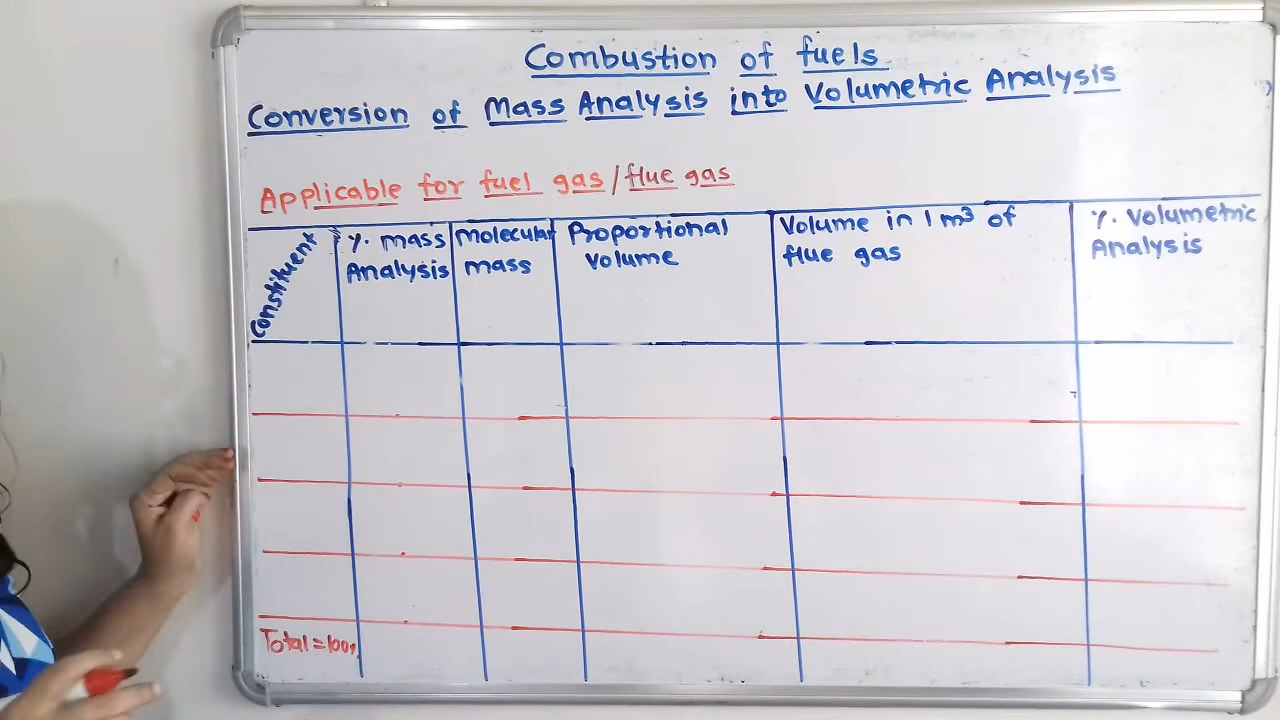 Combustion of fuels
Conversion of Mass Analysis into Volumetric Analysis
Applicable for fuel gas/flue gas
Constituent
%. mass
Analysis
Molecular
mass
Proportional
Volume
Volume in 1 m³ of
flue gas
%. Volumetric
Analysis
Total=100%